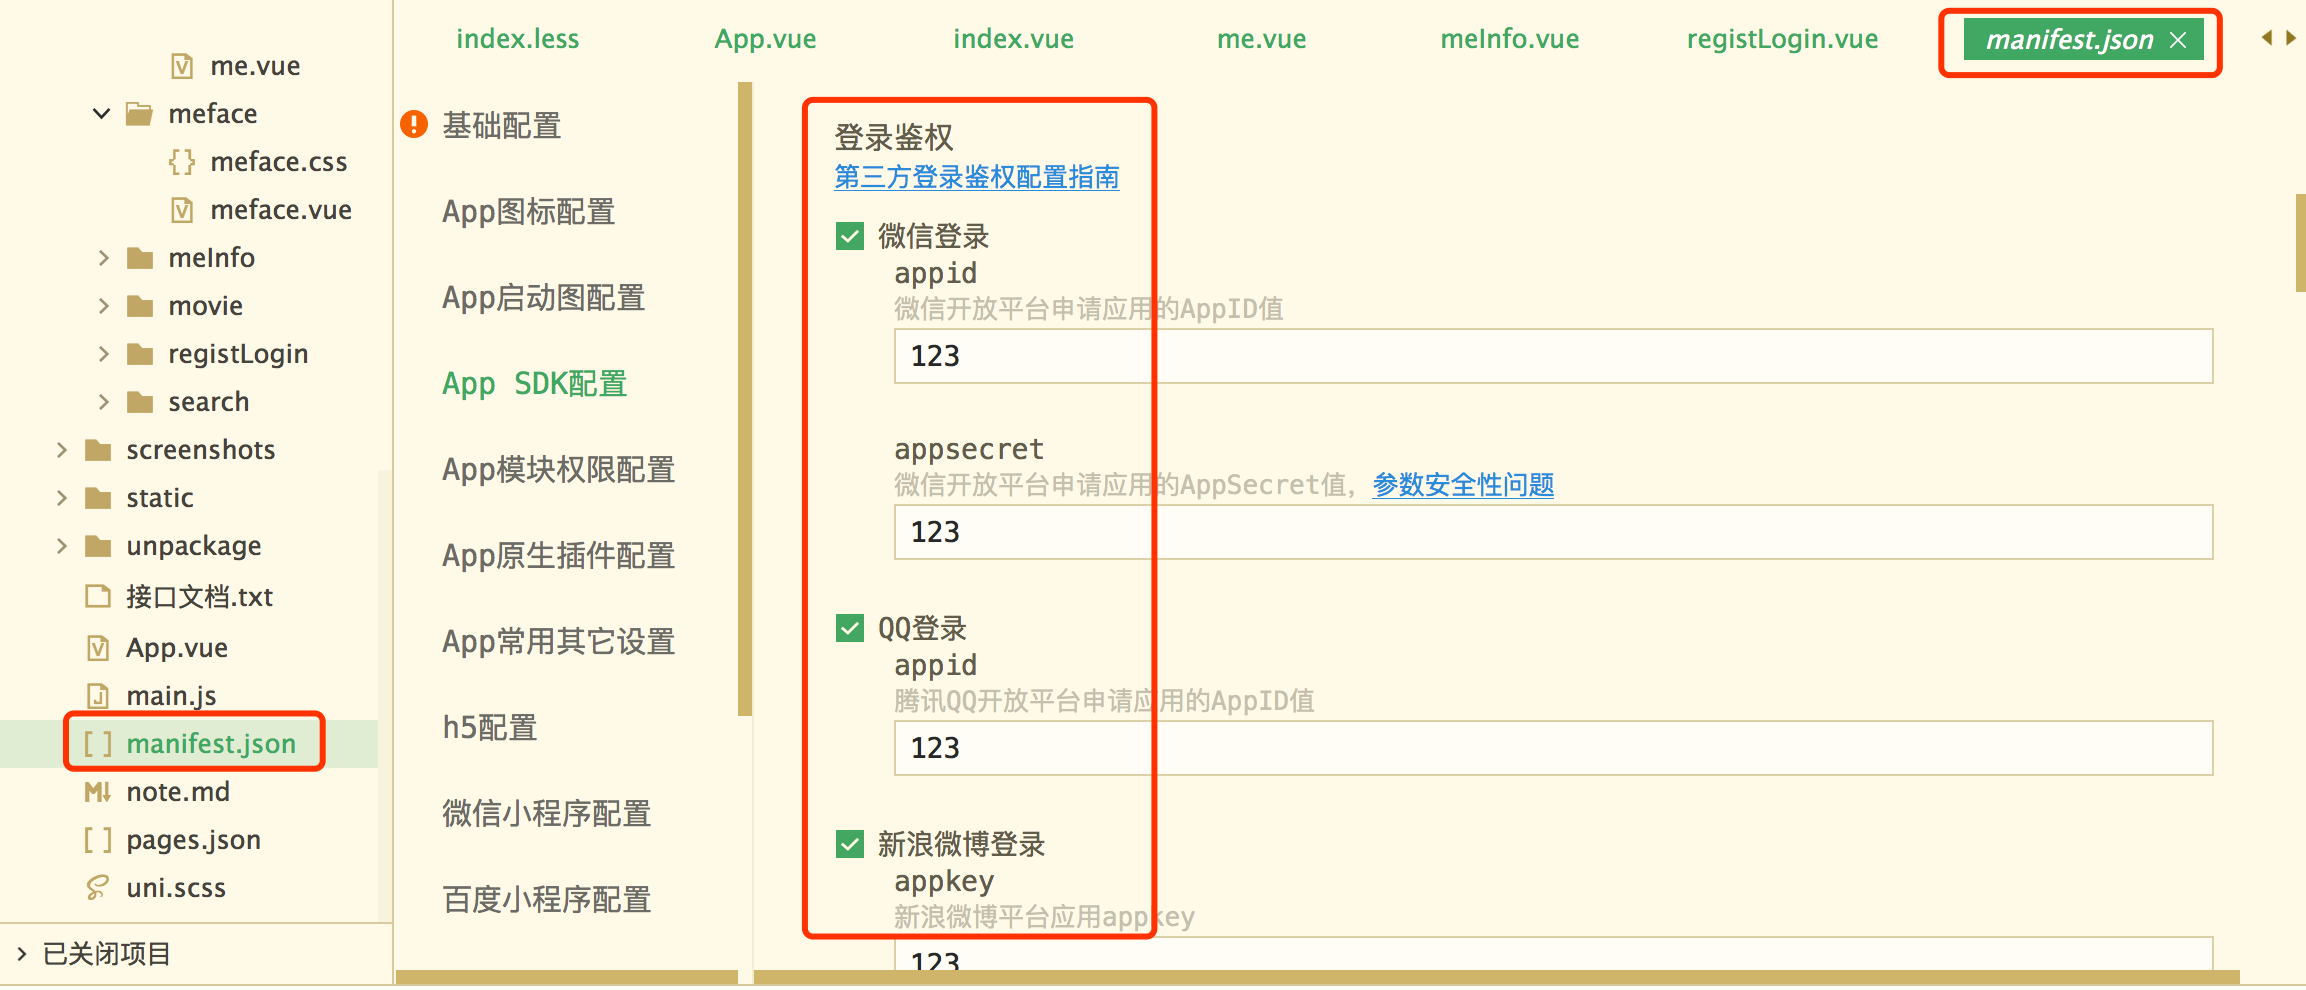 index.less
App.vue
index.vue
me.vue
meInfo.vue
registLogin.vue
manifest.json
me.vue
meface
meface.css
meface.vue
meInfo
movie
registLogin
search
screenshots
static
unpackage
接口文档.txt
App.vue
main.js
manifest.json
note.md
pages.json
uni.scss
已关闭项目
基础配置
App图标配置
App启动图配置
App SDK配置
App模块权限配置
App原生插件配置
App常用其它设置
h5配置
微信小程序配置
百度小程序配置
登录鉴权
第三方登录鉴权配置指南
微信登录
appid
微信开放平台申请应用的AppID值
123
appsecret
微信开放平台申请应用的AppSecret值，参数安全性问题
123
QQ登录
appid
腾讯QQ开放平台申请应用的AppID值
123
新浪微博登录
appkey
新浪微博平台应用appkey
123